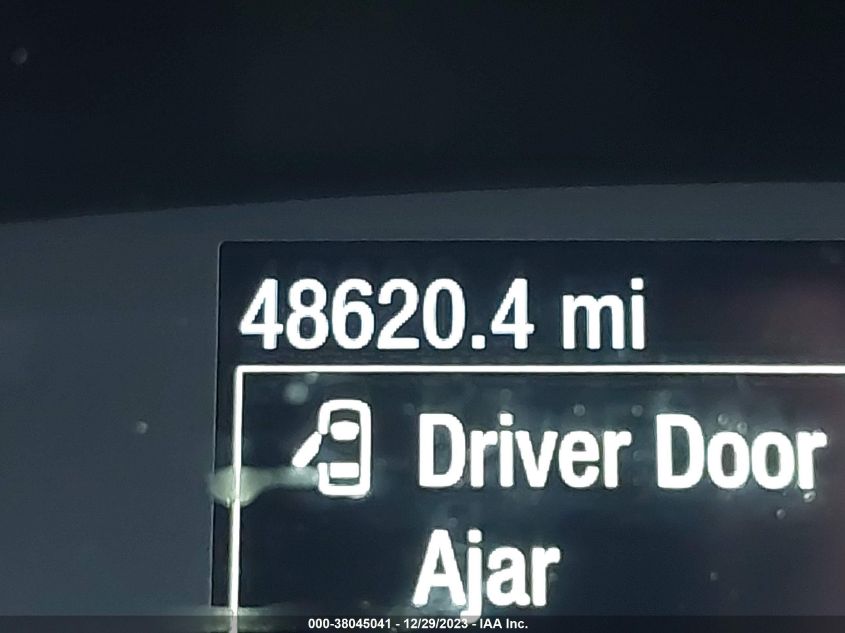 48620.4 mi
Driver Door
Ajar
000-38045041 - 12/29/2023 - IAA Inc.